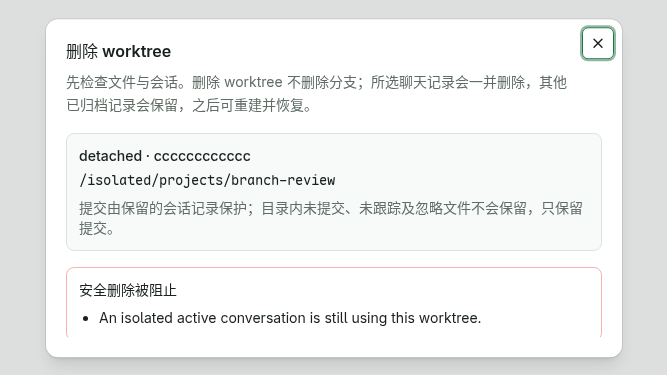 删除 worktree
先检查文件与会话。删除 worktree 不删除分支；所选聊天记录会一并删除，其他
已归档记录会保留，之后可重建并恢复。
detached · cccccccccccc
/isolated/projects/branch-review
提交由保留的会话记录保护；目录内未提交、未跟踪及忽略文件不会保留，只保留
提交。
安全删除被阻止
• An isolated active conversation is still using this worktree.